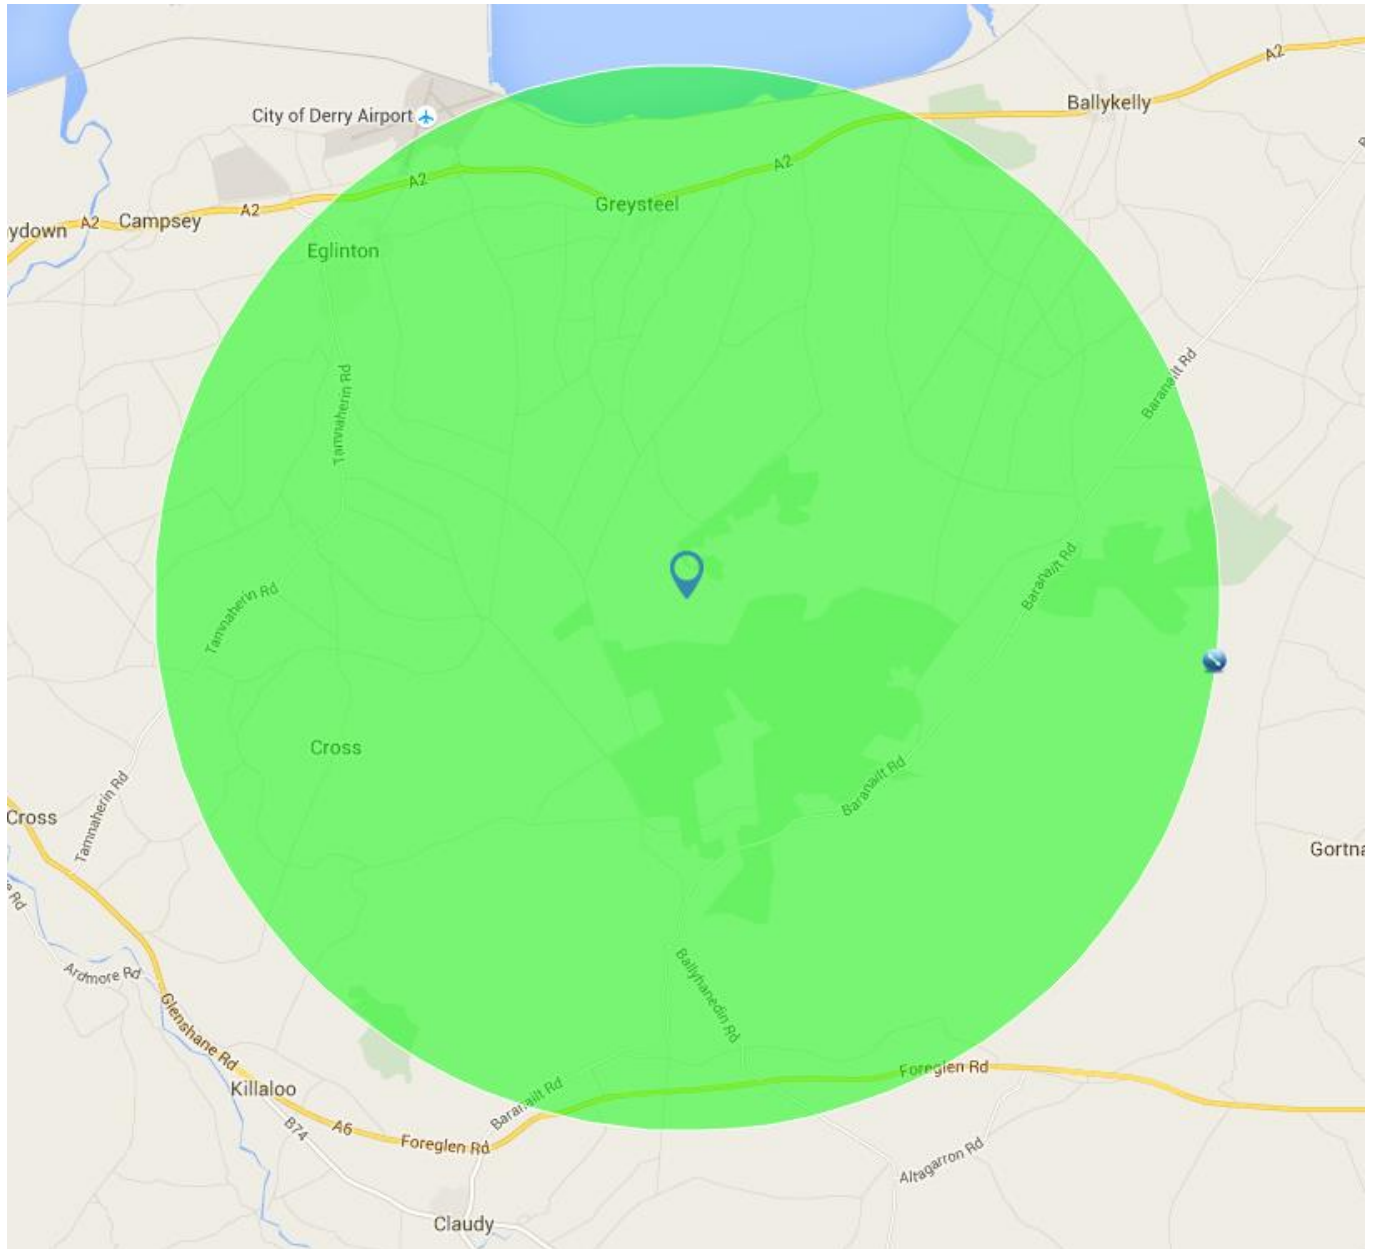 A2
Ballykelly
City of Derry Airport
A2
A2
Greysteel
A2
Campsey
A2
ydown
Eglinton
Baranailt Rd
Tamnaherin Rd
Baranailt Rd
Tamnaherin Rd
Cross
Baranailt Rd
Tamnaherin Rd
Cross
Gortna
e Rd
Ballyhanedin Rd
Ardmore Rd
Glenshane Rd
Foreglen Rd
Killaloo
Baranailt Rd
B74
A6
Foreglen Rd
Altagarron Rd
Claudy